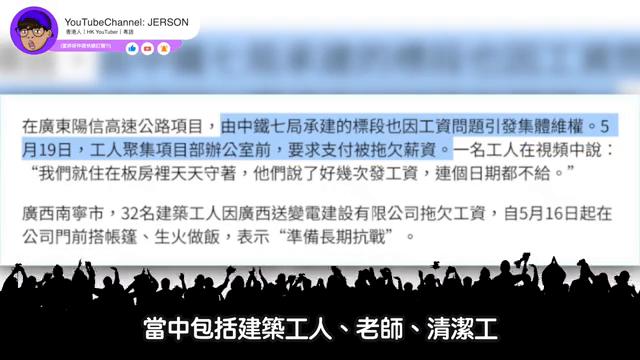 YouTubeChannel: JERSON
香港人 | HK YouTuber | 粵語
在廣東陽信高速公路項目，由中鐵七局承建的標段也因工資問題引發集體維權。5
月19日，工人聚集項目部辦公室前，要求支付被拖欠薪資。一名工人在視頻中說：
“我們就住在板房裡天天守著，他們說了好幾次發工資，連個日期都不給。”
廣西南寧市，32名建築工人因廣西送變電建設有限公司拖欠工資，自5月16日起在
公司門前搭帳篷、生火做飯，表示“準備長期抗戰”。
當中包括建築工人、老師、清潔工